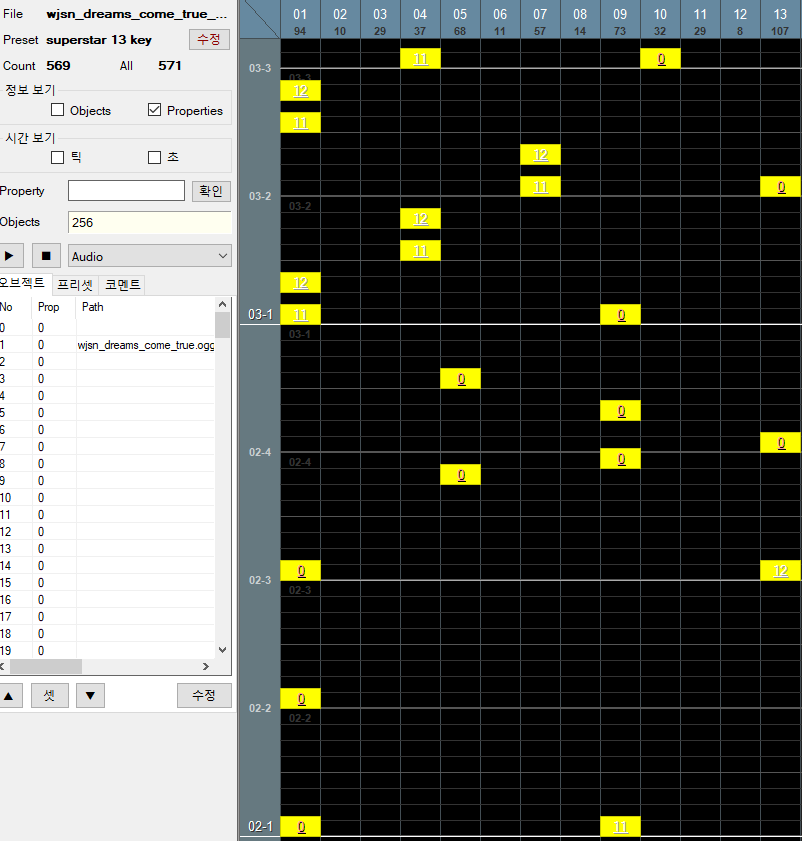 File wjsn_dreams_come_true_...
Preset superstar 13 key 수정
Count 569 All 571
정보 보기
Objects Properties
시간 보기
틱 초
Property 확인
Objects 256
Audio
오브젝트 프리셋 코멘트
No Prop Path
0 0
1 0 wjsn_dreams_come_true.ogg
2 0
3 0
4 0
5 0
6 0
7 0
8 0
9 0
10 0
11 0
12 0
13 0
14 0
15 0
16 0
17 0
18 0
19 0
▲ 셋 ▼ 수정
01 02 03 04 05 06 07 08 09 10 11 12 13
94 10 29 37 68 11 57 14 73 32 29 8 107
11 0
03-3
03-3
12
11
12
11 0
03-2
03-2
12
11
12
03-1 11 0
03-1
0
0
0
02-4
0
02-4
0
0 12
02-3
02-3
0
02-2
02-2
02-1 0 11